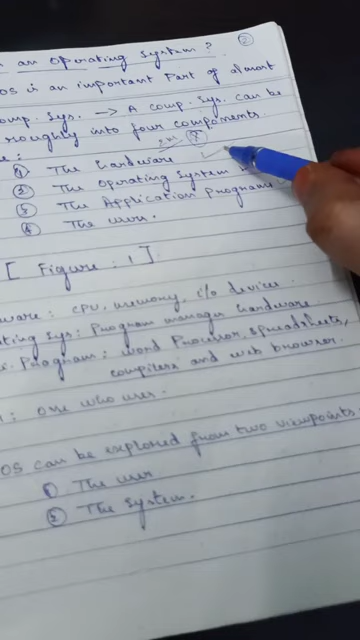 an Operating System? ②
OS is an important Part of almost
comp. Sys. → A comp. Sys. can be
roughly into four components.
① The hardware
② The Operating System
③ The Application Programs
④ The user.
[ Figure : 1 ]
ware: CPU, memory, i/o devices.
ating Sys: Program manager hardware
Program: word Processor, spreadsheets,
compilers and web browser.
: one who uses.
OS can be explored from two viewpoints.
① The user
② The System.